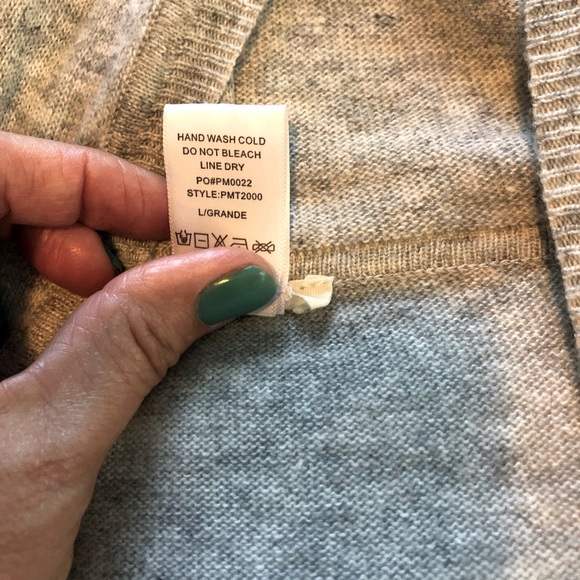 HAND WASH COLD
DO NOT BLEACH
LINE DRY
PO#PM0022
STYLE:PMT2000
L/GRANDE